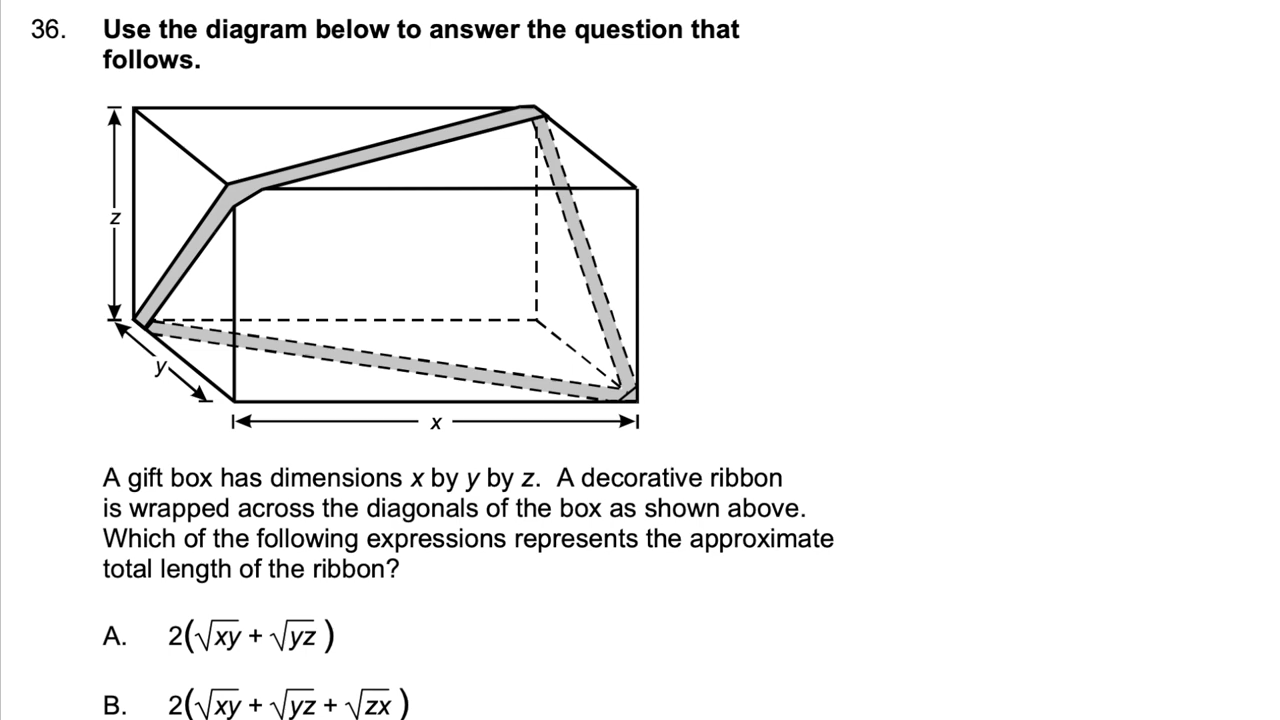 36. Use the diagram below to answer the question that
follows.
z
y
x
A gift box has dimensions x by y by z. A decorative ribbon
is wrapped across the diagonals of the box as shown above.
Which of the following expressions represents the approximate
total length of the ribbon?
A. 2(√xy + √yz)
B. 2(√xy + √yz + √zx)